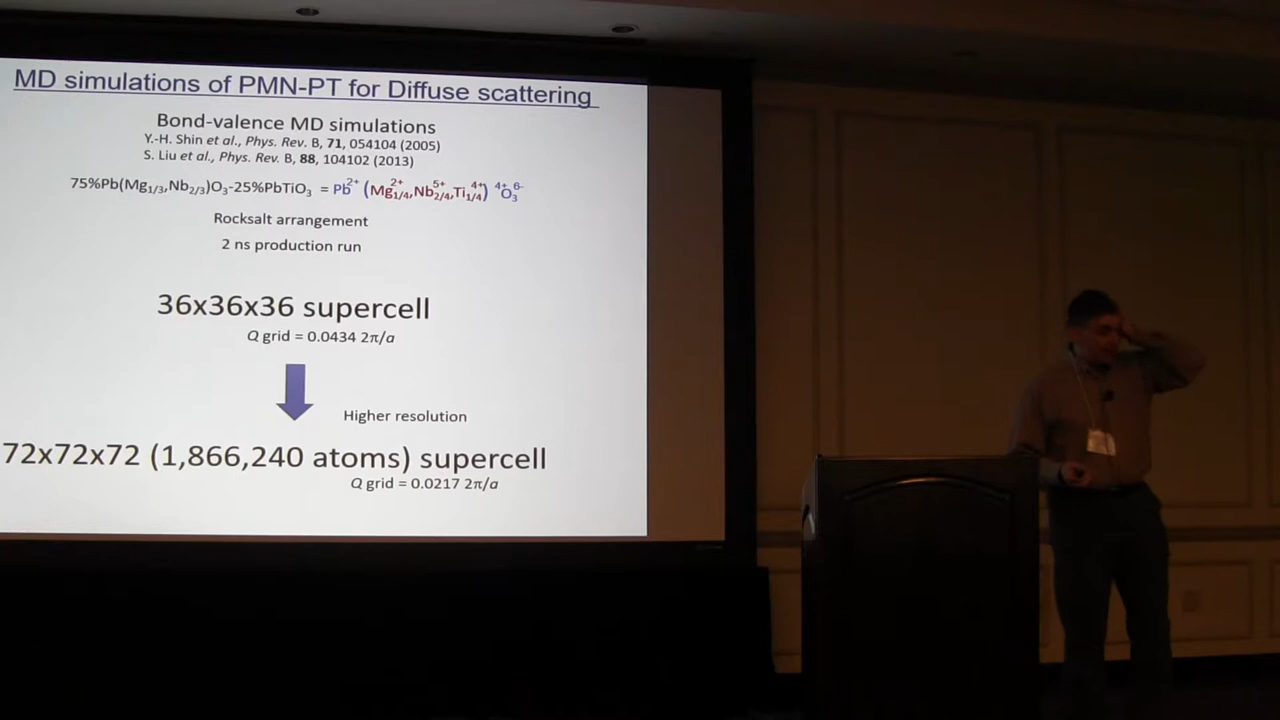 MD simulations of PMN-PT for Diffuse scattering
Bond-valence MD simulations
Y.-H. Shin et al., Phys. Rev. B, 71, 054104 (2005)
S. Liu et al., Phys. Rev. B, 88, 104102 (2013)
75%Pb(Mg1/3,Nb2/3)O3-25%PbTiO3 = Pb2+ (Mg2+1/4,Nb5+2/4,Ti4+1/4) 4+O6-3
Rocksalt arrangement
2 ns production run
36x36x36 supercell
Q grid = 0.0434 2π/a
Higher resolution
72x72x72 (1,866,240 atoms) supercell
Q grid = 0.0217 2π/a